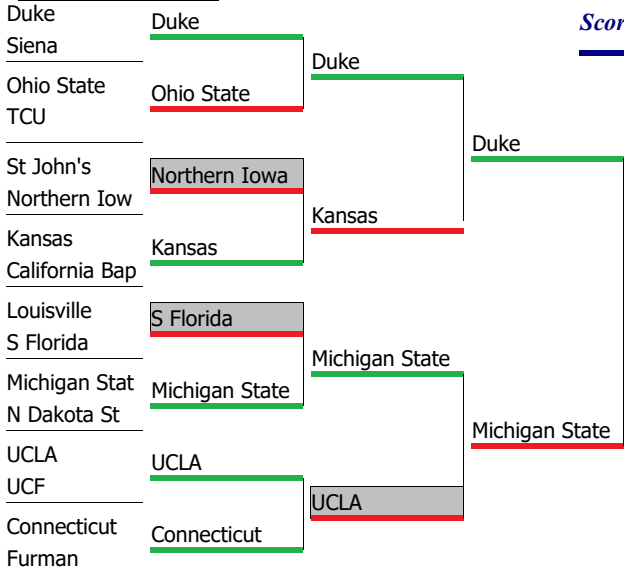 Duke
Siena
Ohio State
TCU
St John's
Northern Iow
Kansas
California Bap
Louisville
S Florida
Michigan Stat
N Dakota St
UCLA
UCF
Connecticut
Furman
Duke
Ohio State
Northern Iowa
Kansas
S Florida
Michigan State
UCLA
Connecticut
Duke
Kansas
Michigan State
UCLA
Duke
Michigan State
Scor